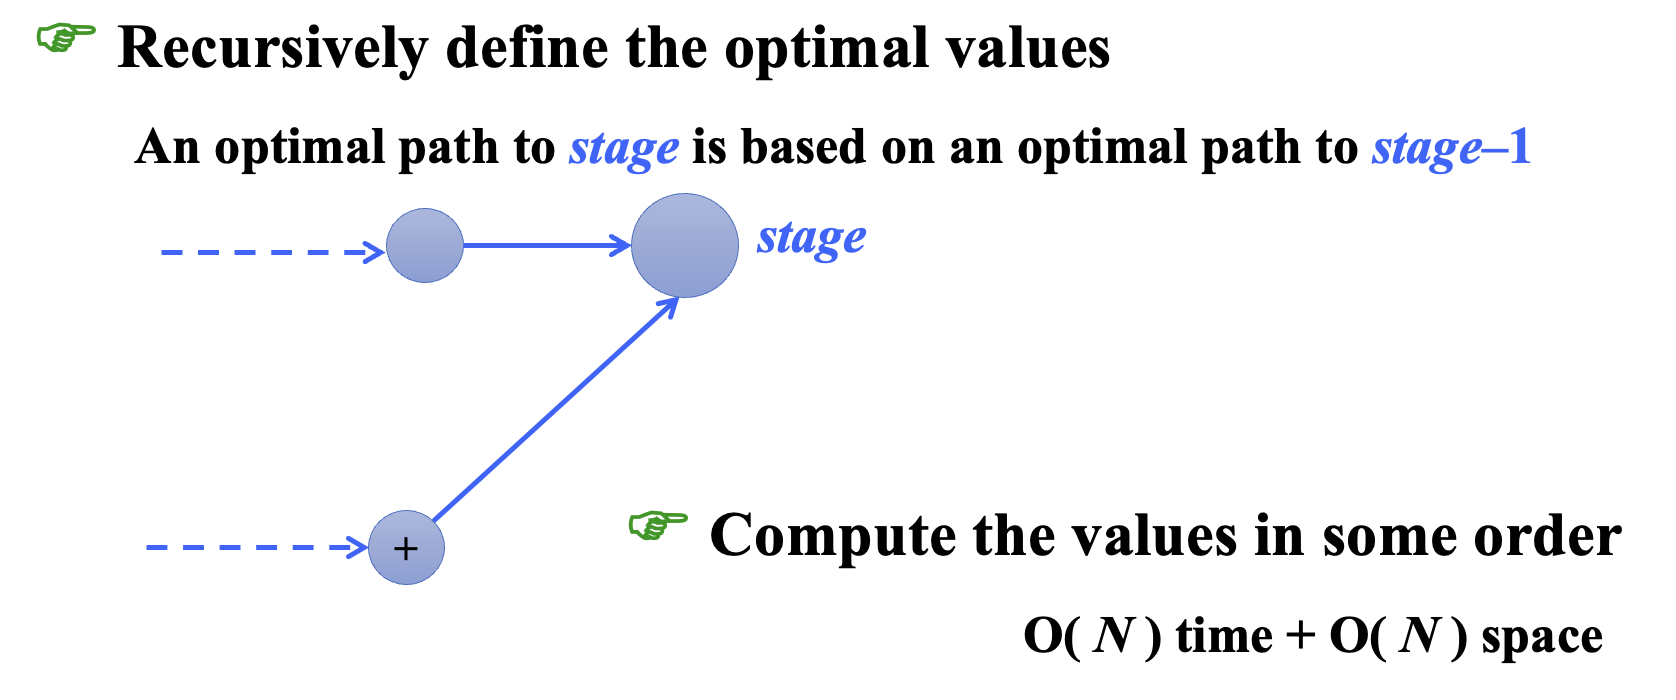 Recursively define the optimal values
An optimal path to stage is based on an optimal path to stage–1
stage
+
Compute the values in some order
O( N ) time + O( N ) space